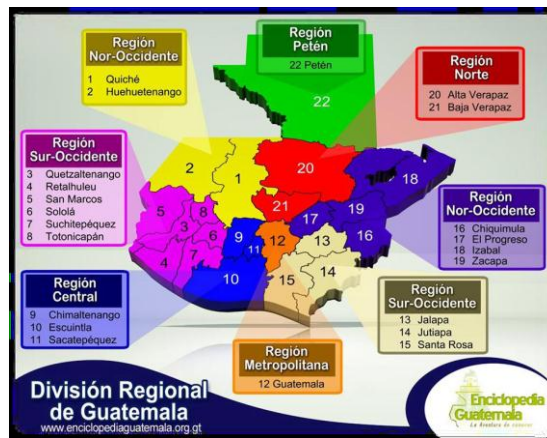 Región
Nor-Occidente
1 Quiché
2 Huehuetenango
Región
Petén
22 Petén
Región
Norte
20 Alta Verapaz
21 Baja Verapaz
Región
Sur-Occidente
3 Quetzaltenango
4 Retalhuleu
5 San Marcos
6 Sololá
7 Suchitepéquez
8 Totonicapán
Región
Nor-Occidente
16 Chiquimula
17 El Progreso
18 Izabal
19 Zacapa
Región
Central
9 Chimaltenango
10 Escuintla
11 Sacatepéquez
Región
Sur-Occidente
13 Jalapa
14 Jutiapa
15 Santa Rosa
Región
Metropolitana
12 Guatemala
22
2
1
20
18
5
8
3
6
4
7
21
9
11
12
17
19
16
13
14
15
10
División Regional
de Guatemala
www.enciclopediaguatemala.org.gt
Enciclopedia
Guatemala